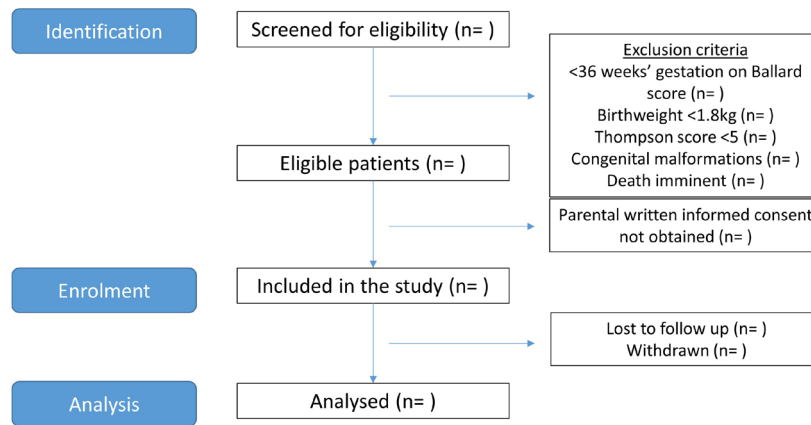 Identification
Screened for eligibility (n= )
Exclusion criteria
<36 weeks' gestation on Ballard
score (n= )
Birthweight <1.8kg (n= )
Thompson score <5 (n= )
Congenital malformations (n= )
Death imminent (n= )
Eligible patients (n= )
Parental written informed consent
not obtained (n= )
Enrolment
Included in the study (n= )
Lost to follow up (n= )
Withdrawn (n= )
Analysis
Analysed (n= )